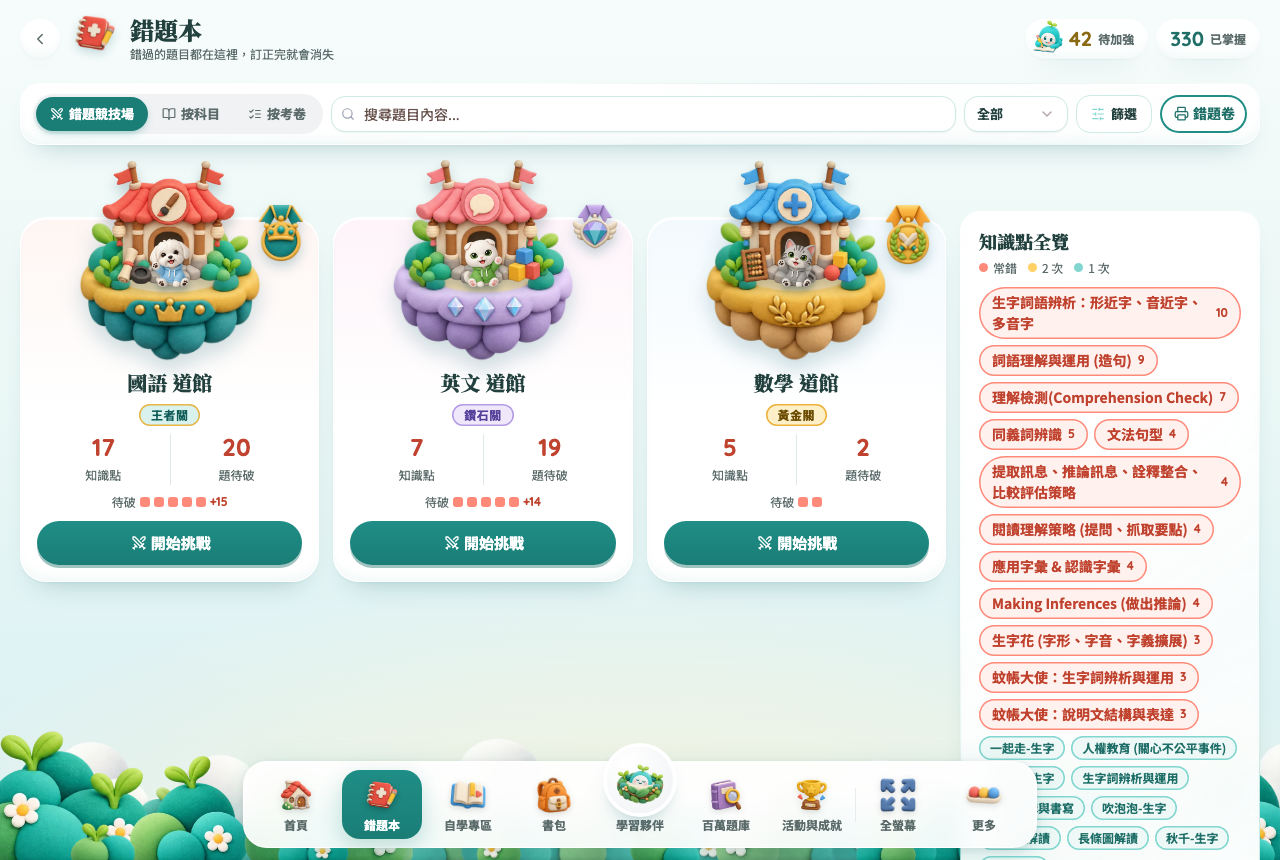 錯題本
錯過的題目都在這裡，訂正完就會消失
42 待加強
330 已掌握
錯題競技場
按科目
按考卷
搜尋題目內容...
全部
篩選
錯題卷
國語 道館
王者關
17
知識點
20
題待破
待破 +15
開始挑戰
英文 道館
鑽石關
7
知識點
19
題待破
待破 +14
開始挑戰
數學 道館
黃金關
5
知識點
2
題待破
待破
開始挑戰
知識點全覽
常錯 2 次 1 次
生字詞語辨析：形近字、音近字、
多音字 10
詞語理解與運用 (造句) 9
理解檢測(Comprehension Check) 7
同義詞辨識 5 文法句型 4
提取訊息、推論訊息、詮釋整合、
比較評估策略 4
閱讀理解策略 (提問、抓取要點) 4
應用字彙 & 認識字彙 4
Making Inferences (做出推論) 4
生字花 (字形、字音、字義擴展) 3
蚊帳大使：生字詞辨析與運用 3
蚊帳大使：說明文結構與表達 3
一起走-生字 人權教育 (關心不公平事件)
生字 生字詞辨析與運用
與書寫 吹泡泡-生字
解讀 長條圖解讀 秋千-生字
首頁
錯題本
自學專區
書包
學習夥伴
百萬題庫
活動與成就
全螢幕
更多